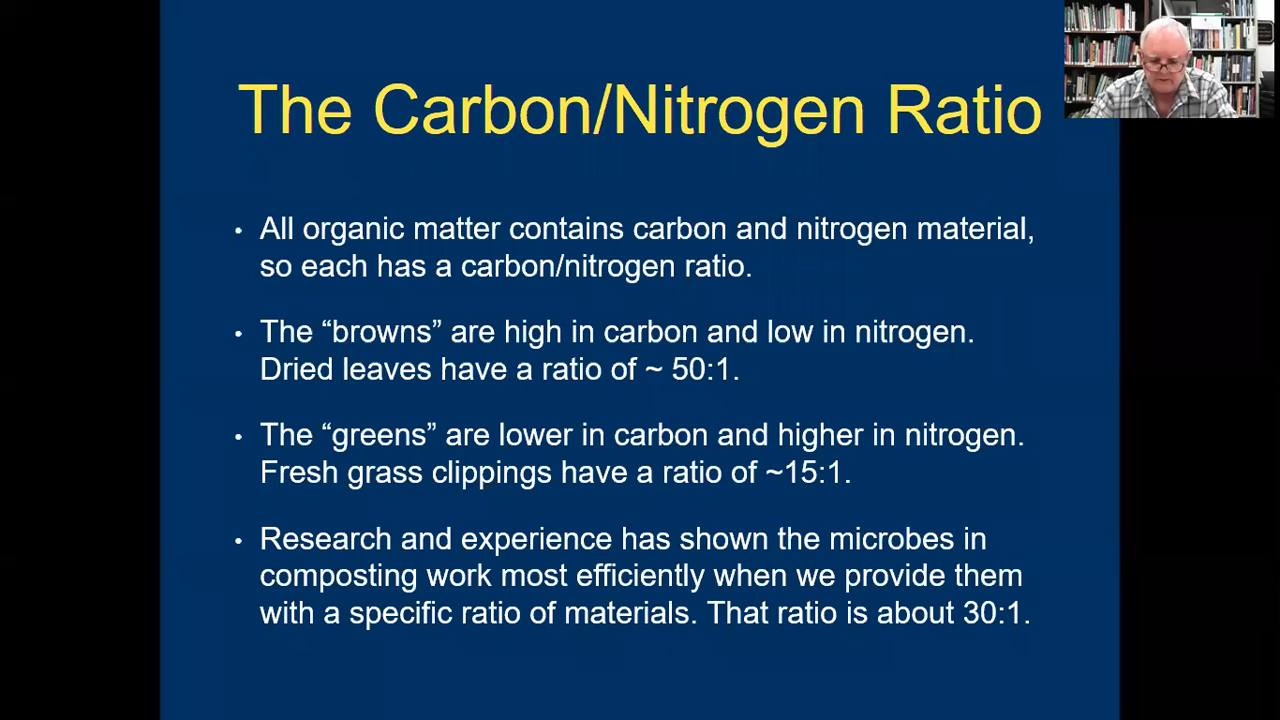 The Carbon/Nitrogen Ratio
• All organic matter contains carbon and nitrogen material,
so each has a carbon/nitrogen ratio.
• The “browns” are high in carbon and low in nitrogen.
Dried leaves have a ratio of ~ 50:1.
• The “greens” are lower in carbon and higher in nitrogen.
Fresh grass clippings have a ratio of ~15:1.
• Research and experience has shown the microbes in
composting work most efficiently when we provide them
with a specific ratio of materials. That ratio is about 30:1.